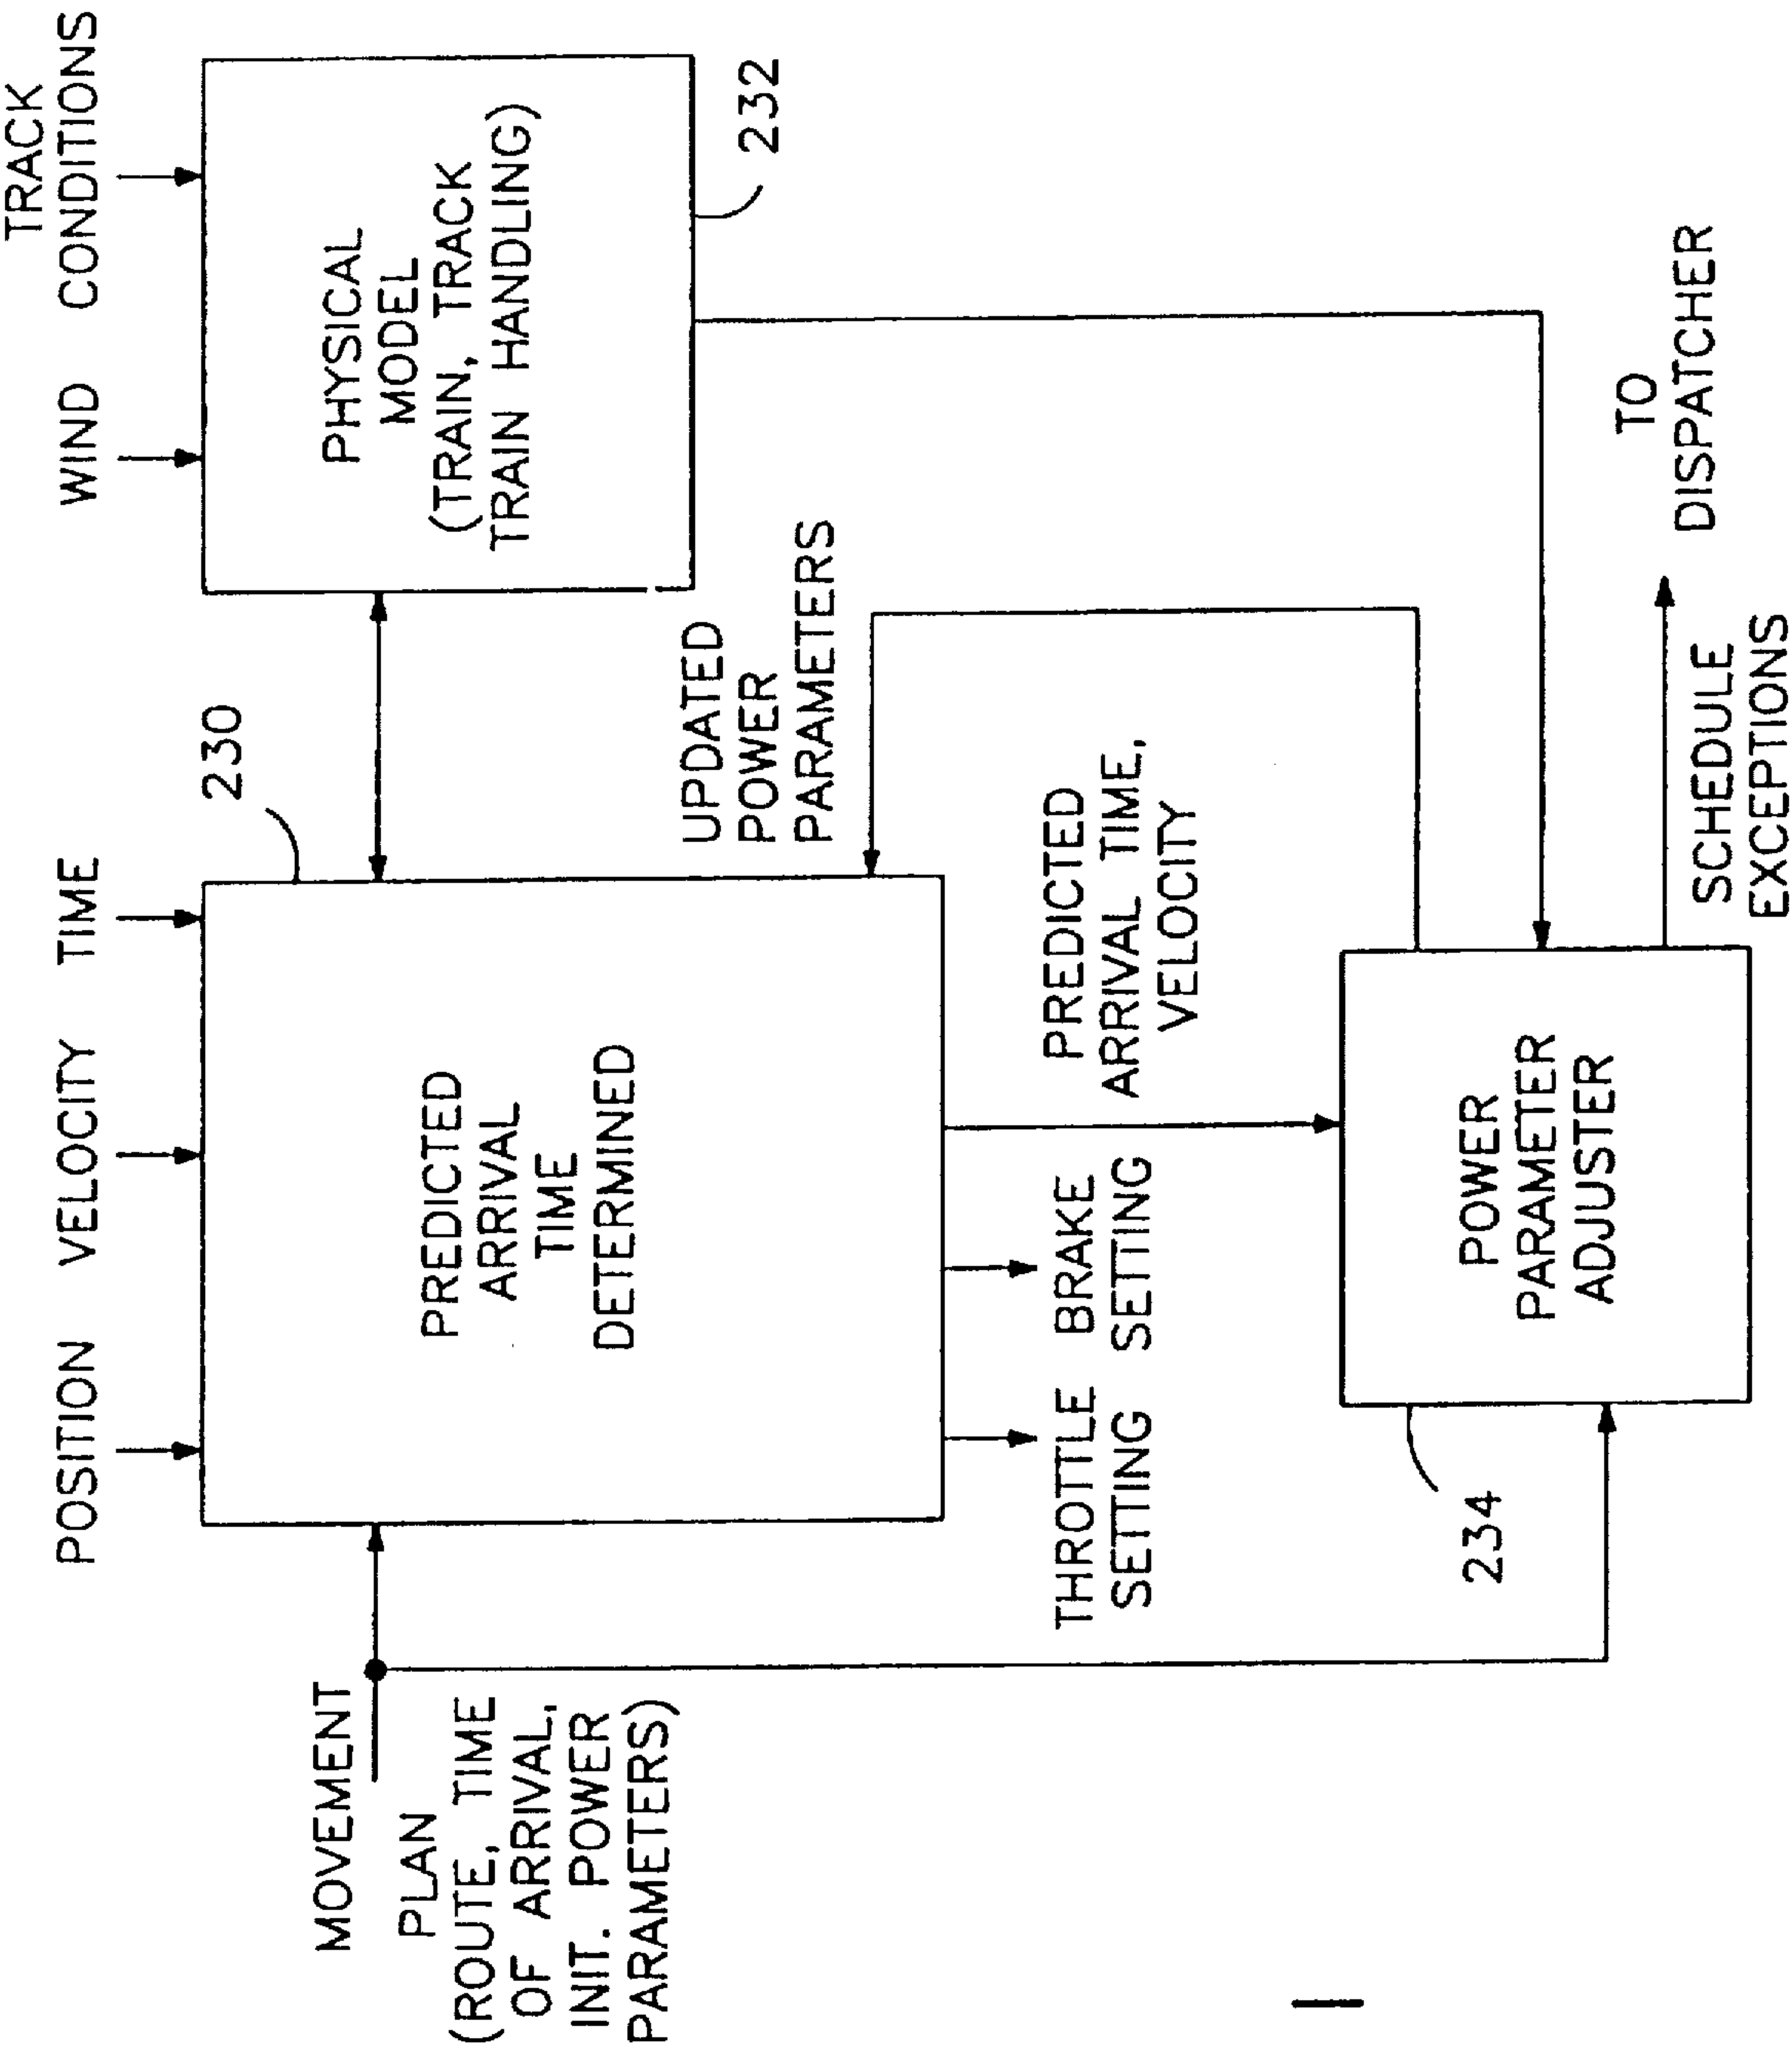 TRACK
WIND CONDITIONS
POSITION VELOCITY TIME
230
MOVEMENT
PLAN
(ROUTE, TIME
OF ARRIVAL,
INIT. POWER
PARAMETERS)
PREDICTED
ARRIVAL
TIME
DETERMINED
PHYSICAL
MODEL
(TRAIN, TRACK
TRAIN HANDLING)
232
UPDATED
POWER
PARAMETERS
THROTTLE
SETTING
BRAKE
SETTING
PREDICTED
ARRIVAL TIME,
VELOCITY
234
POWER
PARAMETER
ADJUSTER
TO
DISPATCHER
SCHEDULE
EXCEPTIONS